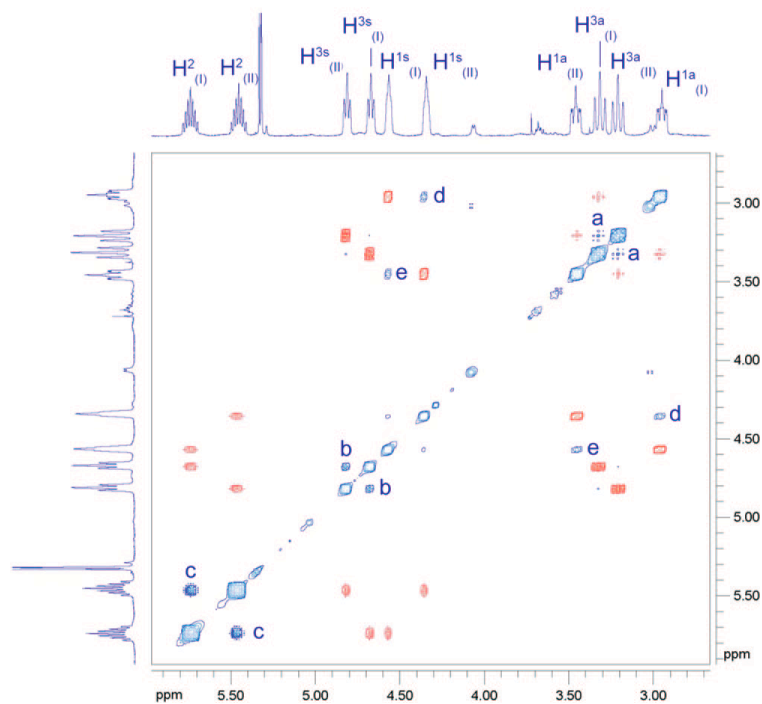 H²(I)
H²(II)
H³ˢ(II)
H³ˢ(I)
H¹ˢ(I)
H¹ˢ(II)
H¹ᵃ(II)
H³ᵃ(I)
H³ᵃ(II)
H¹ᵃ(I)
d
a
a
e
b
b
d
e
c
c
3.00
3.50
4.00
4.50
5.00
5.50
ppm
ppm 5.50 5.00 4.50 4.00 3.50 3.00